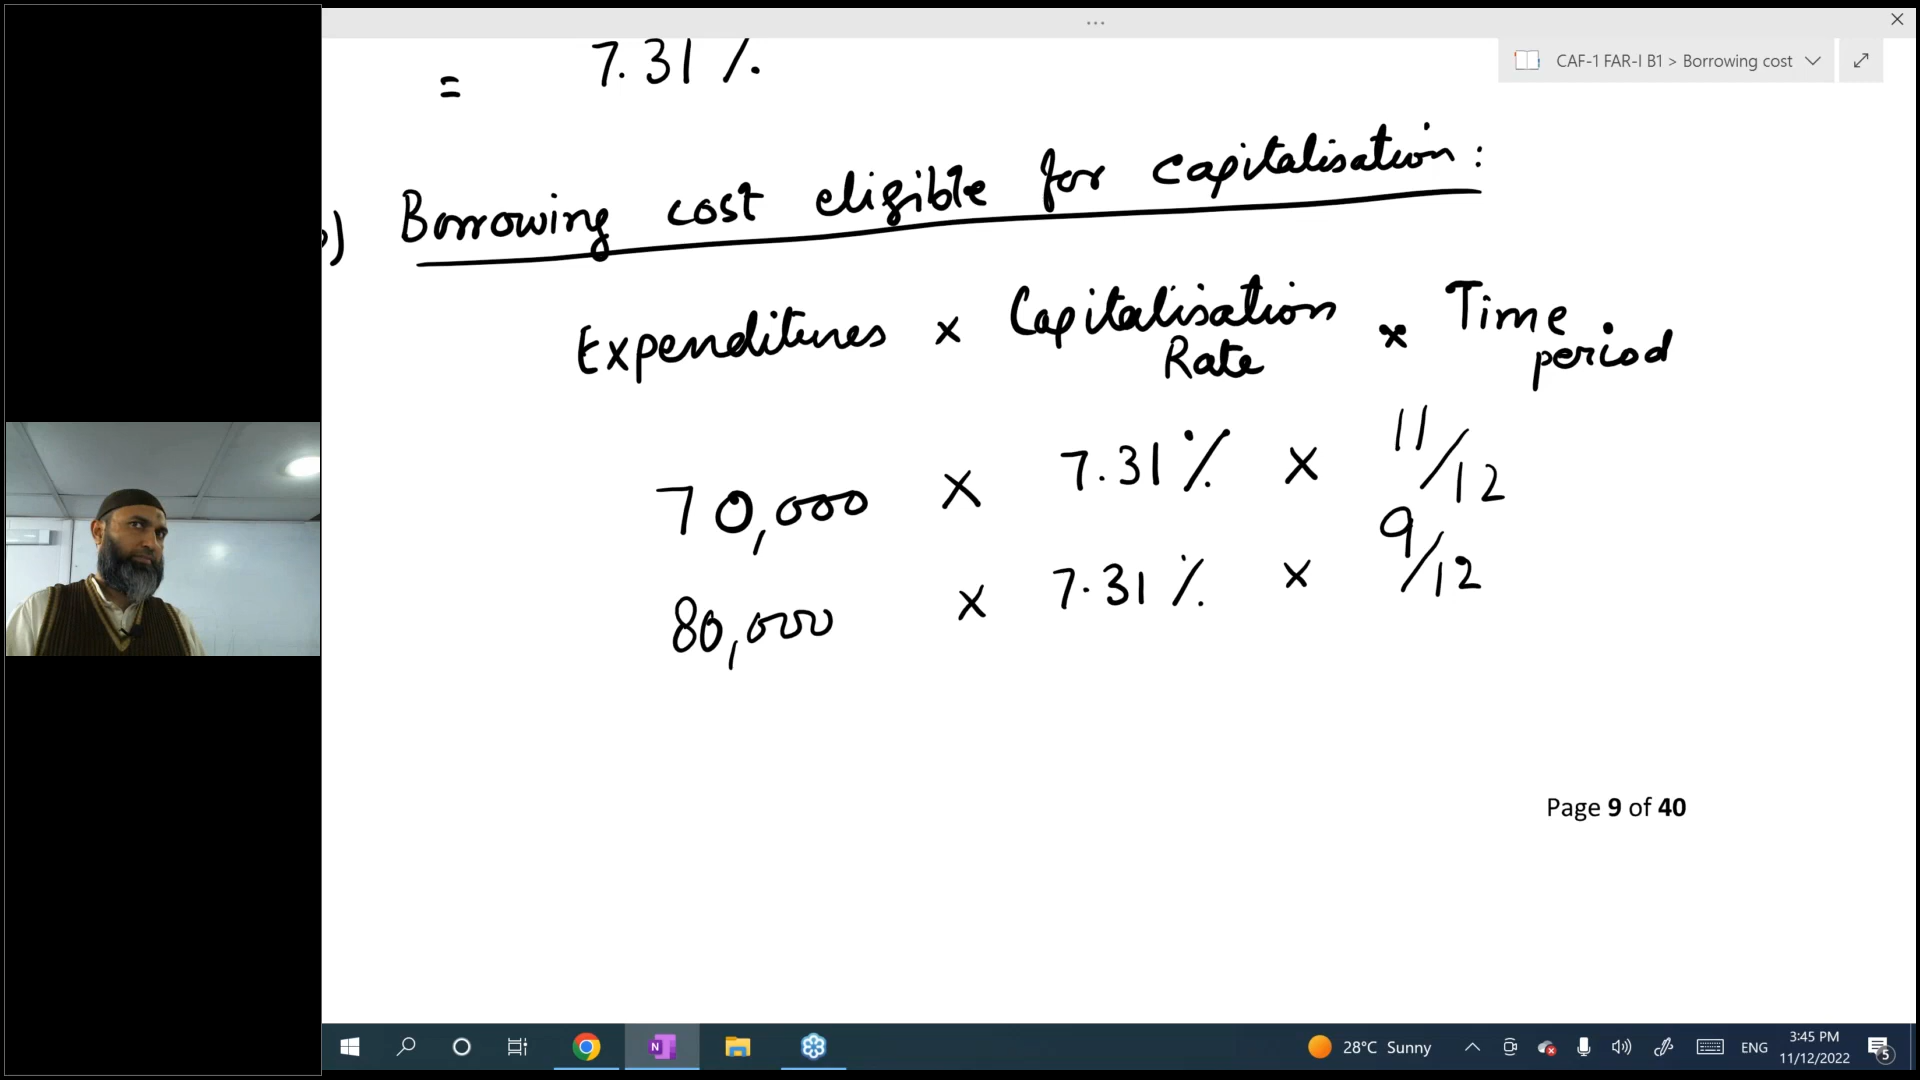 CAF-1 FAR-I B1 > Borrowing cost
= 7.31 %
b) Borrowing cost eligible for capitalisation:
Expenditures x Capitalisation Rate x Time period
70,000 x 7.31 % x 11/12
80,000 x 7.31 % x 9/12
Page 9 of 40
28°C Sunny
ENG
3:45 PM
11/12/2022
5